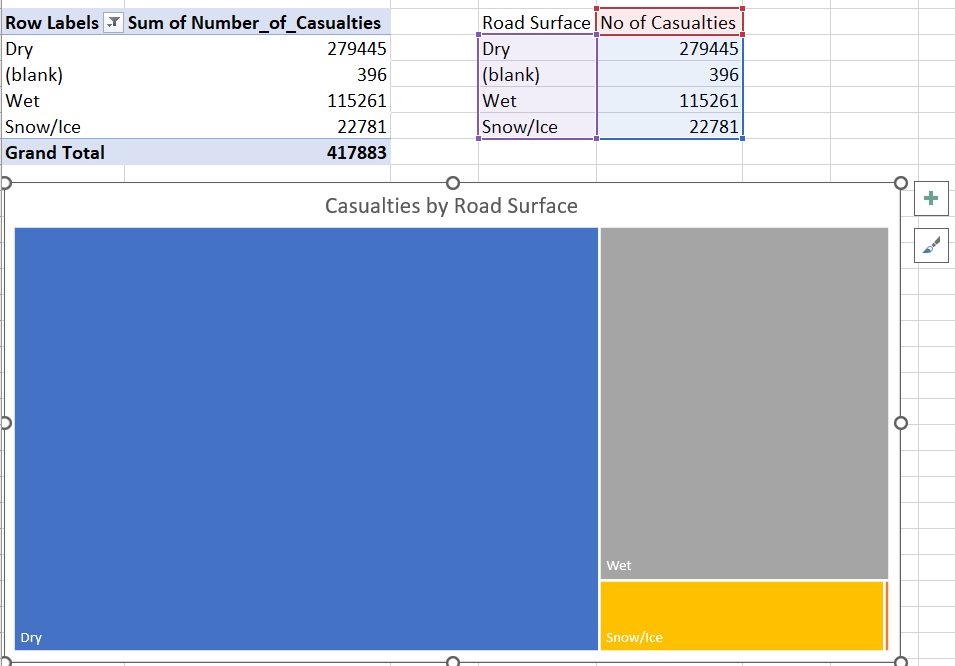 Row Labels Sum of Number_of_Casualties Road Surface No of Casualties
Dry 279445 Dry 279445
(blank) 396 (blank) 396
Wet 115261 Wet 115261
Snow/Ice 22781 Snow/Ice 22781
Grand Total 417883
Casualties by Road Surface
Wet
Dry Snow/Ice